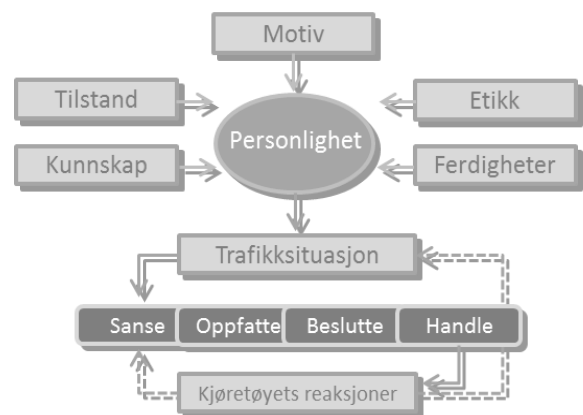 Motiv
Tilstand
Etikk
Personlighet
Kunnskap
Ferdigheter
Trafikksituasjon
Sanse
Oppfatte
Beslutte
Handle
Kjøretøyets reaksjoner